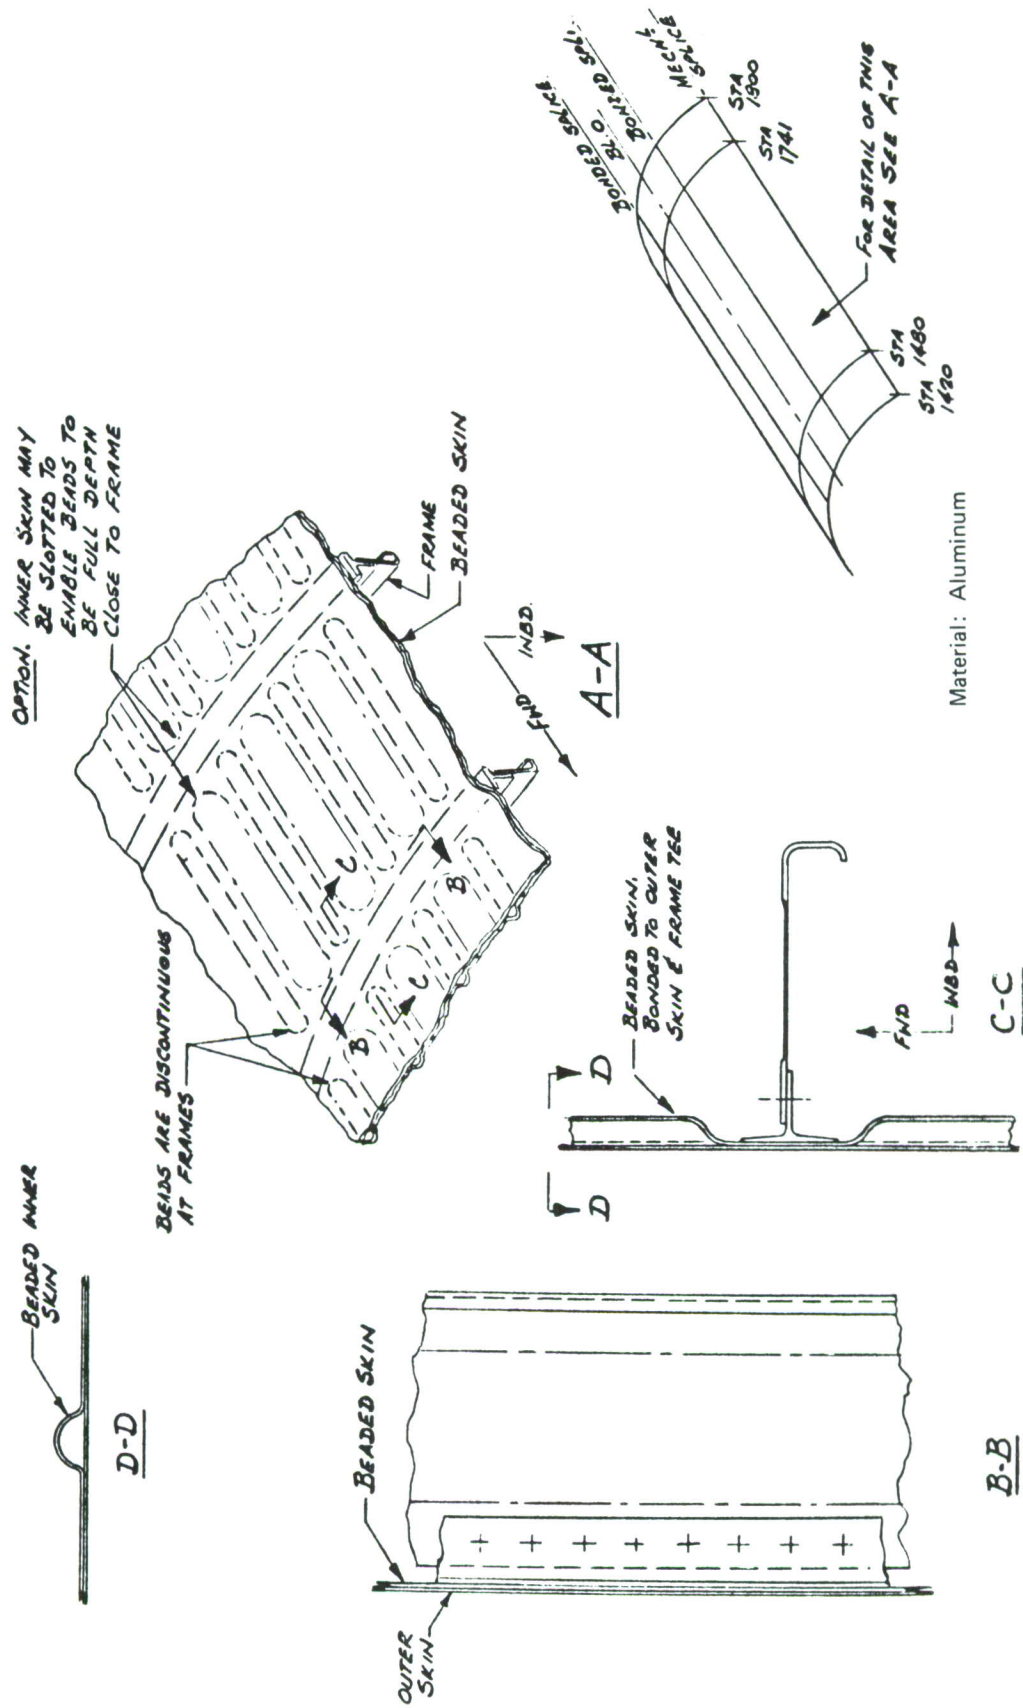 BEADED INNER
SKIN
D-D
OPTION. INNER SKIN MAY
BE SLOTTED TO
ENABLE BEADS TO
BE FULL DEPTH
CLOSE TO FRAME
BEADS ARE DISCONTINUOUS
AT FRAMES
B
C
C
B
FRAME
BEADED SKIN
FWD
INBD.
A-A
BEADED SKIN
OUTER
SKIN
B-B
BEADED SKIN.
BONDED TO OUTER
SKIN & FRAME TEE
D
D
FWD
INBD
C-C
BONDED SPLICE
BL O
BONDED SPLI
MECH'L
SPLICE
STA
1900
STA
1741
FOR DETAIL OF THIS
AREA SEE A-A
STA
1480
STA
1420
Material: Aluminum